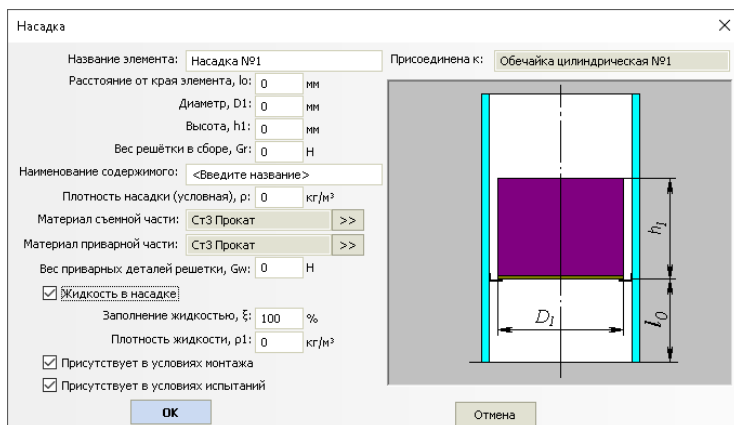 Насадка
Название элемента: Насадка №1
Присоединена к: Обечайка цилиндрическая №1
Расстояние от края элемента, lo: 0 мм
Диаметр, D1: 0 мм
Высота, h1: 0 мм
Вес решётки в сборе, Gr: 0 Н
Наименование содержимого: <Введите название>
Плотность насадки (условная), ρ: 0 кг/м³
Материал съемной части: Ст3 Прокат >>
Материал приварной части: Ст3 Прокат >>
Вес приварных деталей решетки, Gw: 0 Н
Жидкость в насадке
Заполнение жидкостью, ξ: 100 %
Плотность жидкости, ρ1: 0 кг/м³
Присутствует в условиях монтажа
Присутствует в условиях испытаний
h1
D1
l0
ОК
Отмена